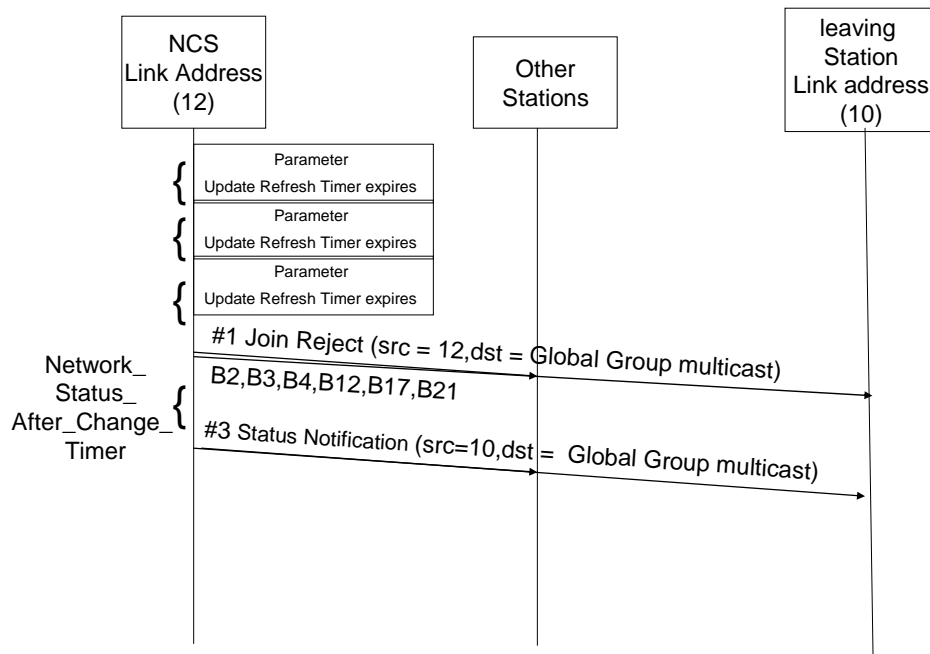 NCS
Link Address
(12)
Other
Stations
leaving
Station
Link address
(10)
Parameter
Update Refresh Timer expires
Parameter
Update Refresh Timer expires
Parameter
Update Refresh Timer expires
#1 Join Reject (src = 12,dst = Global Group multicast)
B2,B3,B4,B12,B17,B21
Network_
Status_
After_Change_
Timer
#3 Status Notification (src=10,dst = Global Group multicast)